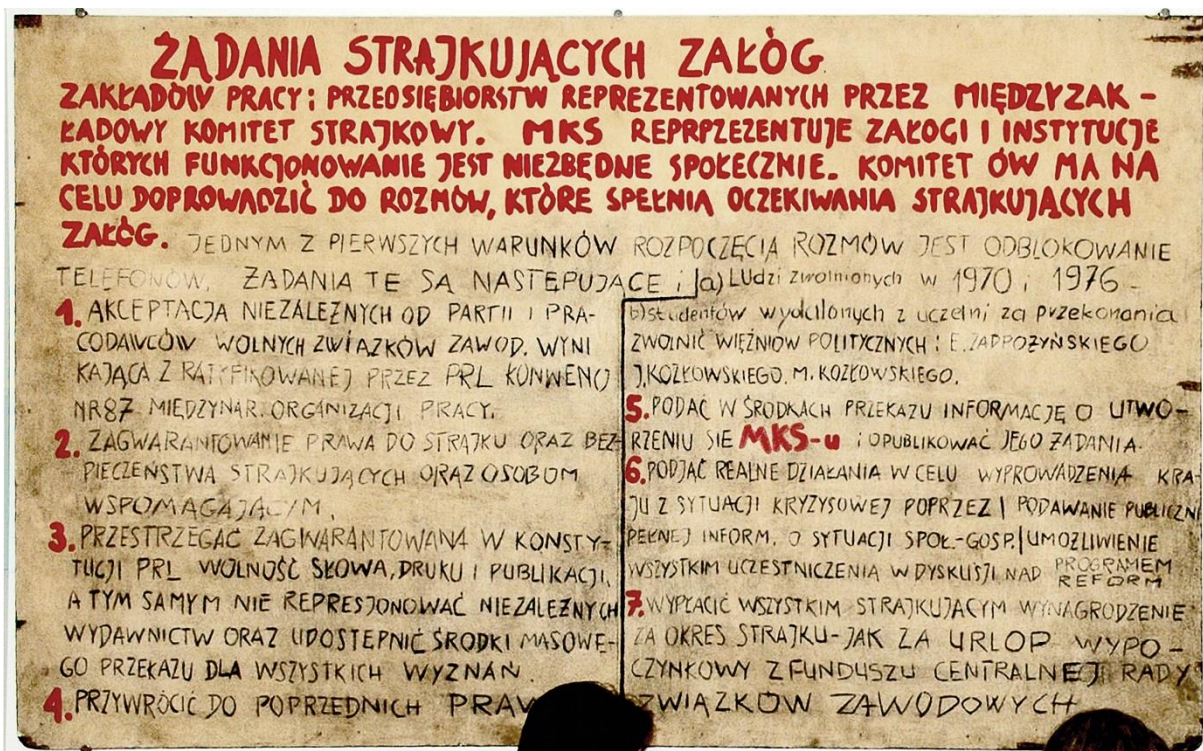 ŻĄDANIA STRAJKUJĄCYCH ZAŁÓG
ZAKŁADÓW PRACY i PRZEDSIĘBIORSTW REPREZENTOWANYCH PRZEZ MIĘDZYZAK-
ŁADOWY KOMITET STRAJKOWY. MKS REPRPZEZENTUJE ZAŁOGI I INSTYTUCJE
KTÓRYCH FUNKCJONOWANIE JEST NIEZBĘDNE SPOŁECZNIE. KOMITET ÓW MA NA
CELU DOPROWADZIĆ DO ROZMÓW, KTÓRE SPEŁNIĄ OCZEKIWANIA STRAJKUJĄCYCH
ZAŁÓG. JEDNYM Z PIERWSZYCH WARUNKÓW ROZPOCZĘCIA ROZMÓW JEST ODBLOKOWANIE
TELEFONÓW. ŻĄDANIA TE SĄ NASTĘPUJĄCE:
1. AKCEPTACJA NIEZALEŻNYCH OD PARTII I PRA-
CODAWCÓW WOLNYCH ZWIĄZKÓW ZAWOD. WYNI
KAJĄCA Z RATYFIKOWANEJ PRZEZ PRL KONWENCJI
NR87 MIĘDZYNAR. ORGANIZACJI PRACY.
2. ZAGWARANTOWANIE PRAWA DO STRAJKU ORAZ BEZ-
PIECZEŃSTWA STRAJKUJĄCYCH ORAZ OSOBOM
WSPOMAGAJĄCYM.
3. PRZESTRZEGAĆ ZAGWARANTOWANĄ W KONSTY-
TUCJI PRL WOLNOŚĆ SŁOWA, DRUKU I PUBLIKACJI,
A TYM SAMYM NIE REPRESJONOWAĆ NIEZALEŻNYCH
WYDAWNICTW ORAZ UDOSTĘPNIĆ ŚRODKI MASOWE-
GO PRZEKAZU DLA WSZYSTKICH WYZNAŃ.
4. PRZYWRÓCIĆ DO POPRZEDNICH PRAW
a) Ludzi zwolnionych w 1970 i 1976 -
b) studentów wydalonych z uczelni za przekonania
ZWOLNIĆ WIĘŹNIÓW POLITYCZNYCH: E. ZADROŻYŃSKIEGO
J. KOZŁOWSKIEGO. M. KOZŁOWSKIEGO.
5. PODAĆ W ŚRODKACH PRZEKAZU INFORMACJĘ O UTWO-
RZENIU SIĘ MKS-u i OPUBLIKOWAĆ JEGO ŻĄDANIA.
6. PODJĄĆ REALNE DZIAŁANIA W CELU WYPROWADZENIA KRA-
JU Z SYTUACJI KRYZYSOWEJ POPRZEZ | PODAWANIE PUBLICZNI
PEŁNEJ INFORM. O SYTUACJI SPOŁ.-GOSP. | UMOŻLIWIENIE
WSZYSTKIM UCZESTNICZENIA W DYSKUSJI NAD PROGRAMEM
REFORM
7. WYPŁACIĆ WSZYSTKIM STRAJKUJĄCYM WYNAGRODZENIE
ZA OKRES STRAJKU-JAK ZA URLOP WYPO-
CZYNKOWY Z FUNDUSZU CENTRALNEJ RADY
ZWIĄZKÓW ZAWODOWYCH